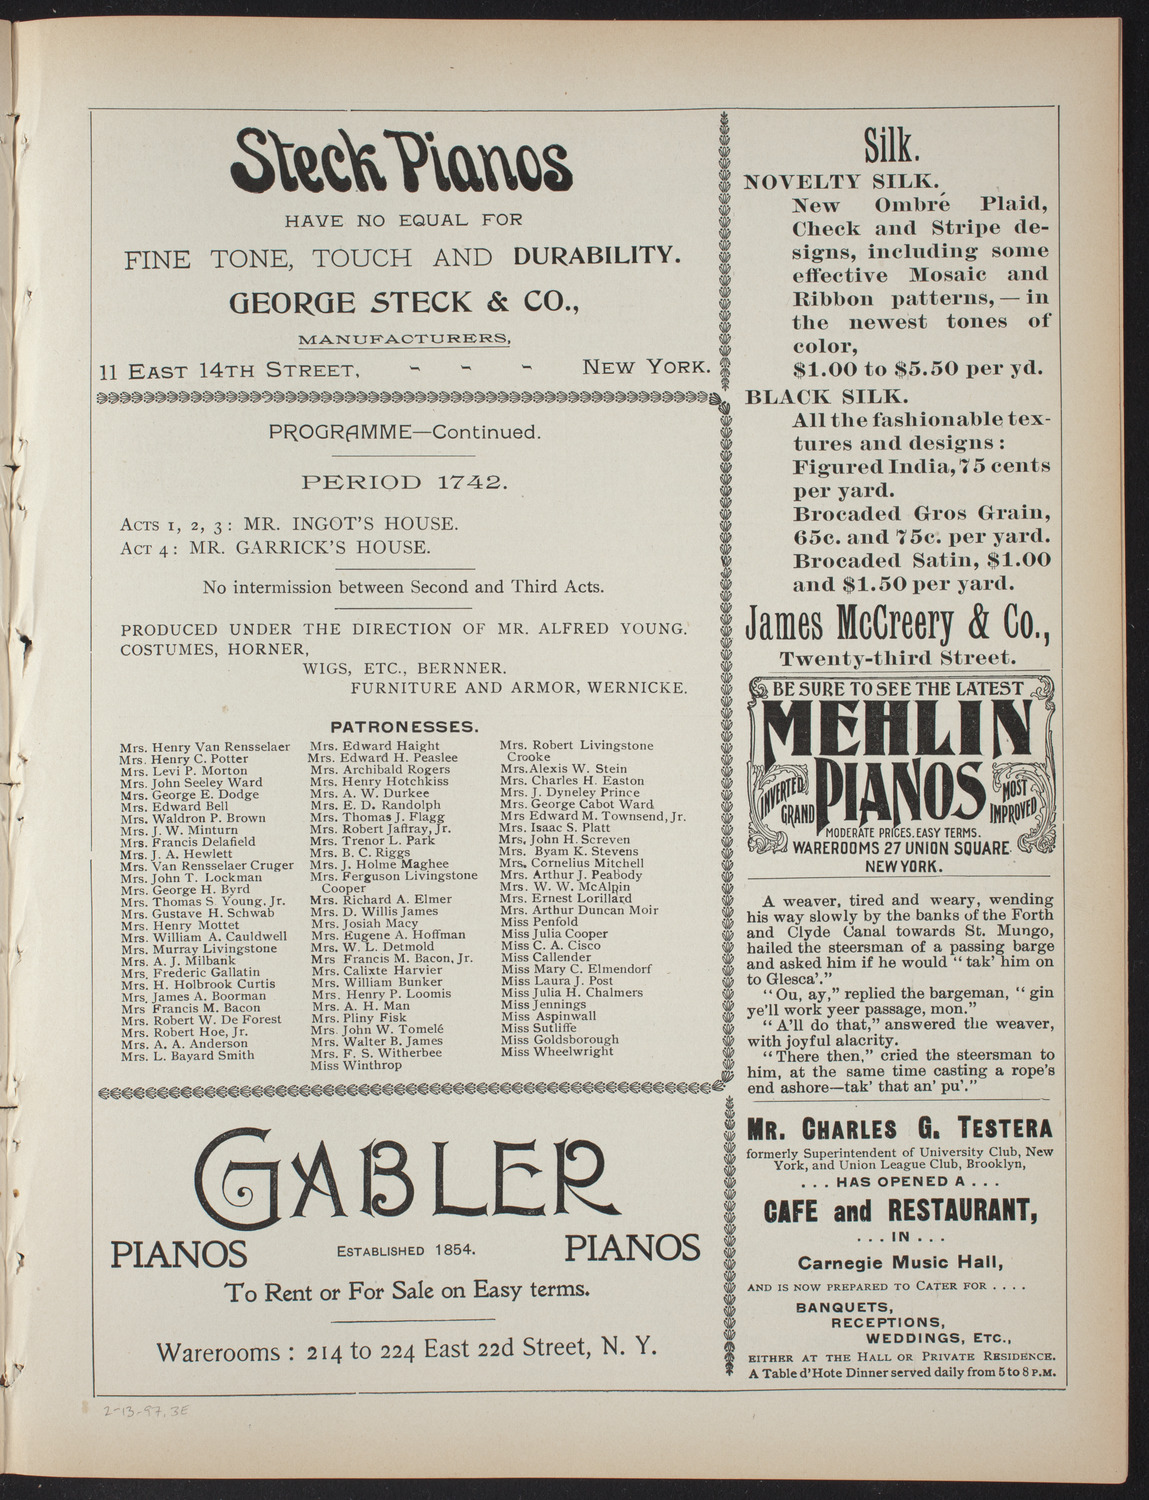 Steck Pianos
HAVE NO EQUAL FOR
FINE TONE, TOUCH AND DURABILITY.
GEORGE STECK & CO.,
MANUFACTURERS,
11 EAST 14TH STREET, - - - NEW YORK.
PROGRAMME—Continued.
PERIOD 1742.
ACTS 1, 2, 3: MR. INGOT'S HOUSE.
ACT 4: MR. GARRICK'S HOUSE.
No intermission between Second and Third Acts.
PRODUCED UNDER THE DIRECTION OF MR. ALFRED YOUNG.
COSTUMES, HORNER,
WIGS, ETC., BERNNER.
FURNITURE AND ARMOR, WERNICKE.
PATRONESSES.
Mrs. Henry Van Rensselaer
Mrs. Henry C. Potter
Mrs. Levi P. Morton
Mrs. John Seeley Ward
Mrs. George E. Dodge
Mrs. Edward Bell
Mrs. Waldron P. Brown
Mrs. J. W. Minturn
Mrs. Francis Delafield
Mrs. J. A. Hewlett
Mrs. Van Rensselaer Cruger
Mrs. John T. Lockman
Mrs. George H. Byrd
Mrs. Thomas S. Young, Jr.
Mrs. Gustave H. Schwab
Mrs. Henry Mottet
Mrs. William A. Cauldwell
Mrs. Murray Livingstone
Mrs. A. J. Milbank
Mrs. Frederic Gallatin
Mrs. H. Holbrook Curtis
Mrs. James A. Boorman
Mrs Francis M. Bacon
Mrs. Robert W. De Forest
Mrs. Robert Hoe, Jr.
Mrs. A. A. Anderson
Mrs. L. Bayard Smith
Mrs. Edward Haight
Mrs. Edward H. Peaslee
Mrs. Archibald Rogers
Mrs. Henry Hotchkiss
Mrs. A. W. Durkee
Mrs. E. D. Randolph
Mrs. Thomas J. Flagg
Mrs. Robert Jaffray, Jr.
Mrs. Trenor L. Park
Mrs. B. C. Riggs
Mrs. J. Holme Maghee
Mrs. Ferguson Livingstone
Cooper
Mrs. Richard A. Elmer
Mrs. D. Willis James
Mrs. Josiah Macy
Mrs. Eugene A. Hoffman
Mrs. W. L. Detmold
Mrs Francis M. Bacon, Jr.
Mrs. Calixte Harvier
Mrs. William Bunker
Mrs. Henry P. Loomis
Mrs. A. H. Man
Mrs. Pliny Fisk
Mrs. John W. Tomelé
Mrs. Walter B. James
Mrs. F. S. Witherbee
Miss Winthrop
Mrs. Robert Livingstone
Crooke
Mrs. Alexis W. Stein
Mrs. Charles H. Easton
Mrs. J. Dyneley Prince
Mrs. George Cabot Ward
Mrs Edward M. Townsend, Jr.
Mrs. Isaac S. Platt
Mrs. John H. Screven
Mrs. Byam K. Stevens
Mrs. Cornelius Mitchell
Mrs. Arthur J. Peabody
Mrs. W. W. McAlpin
Mrs. Ernest Lorillard
Mrs. Arthur Duncan Moir
Miss Penfold
Miss Julia Cooper
Miss C. A. Cisco
Miss Callender
Miss Mary C. Elmendorf
Miss Laura J. Post
Miss Julia H. Chalmers
Miss Jennings
Miss Aspinwall
Miss Sutliffe
Miss Goldsborough
Miss Wheelwright
GABLER
PIANOS ESTABLISHED 1854. PIANOS
To Rent or For Sale on Easy terms.
Warerooms: 214 to 224 East 22d Street, N. Y.
Silk.
NOVELTY SILK.
New Ombré Plaid,
Check and Stripe de-
signs, including some
effective Mosaic and
Ribbon patterns,—in
the newest tones of
color,
$1.00 to $5.50 per yd.
BLACK SILK.
All the fashionable tex-
tures and designs:
Figured India, 75 cents
per yard.
Brocaded Gros Grain,
65c. and 75c. per yard.
Brocaded Satin, $1.00
and $1.50 per yard.
James McCreery & Co.,
Twenty-third Street.
BE SURE TO SEE THE LATEST
MEHLIN
PIANOS
INVERTED GRAND
MOST IMPROVED
MODERATE PRICES. EASY TERMS.
WAREROOMS 27 UNION SQUARE
NEW YORK.
A weaver, tired and weary, wending
his way slowly by the banks of the Forth
and Clyde Canal towards St. Mungo,
hailed the steersman of a passing barge
and asked him if he would "tak' him on
to Glesca'."
"Ou, ay," replied the bargeman, "gin
ye'll work yeer passage, mon."
"A'll do that," answered the weaver,
with joyful alacrity.
"There then," cried the steersman to
him, at the same time casting a rope's
end ashore—tak' that an' pu'."
MR. CHARLES G. TESTERA
formerly Superintendent of University Club, New
York, and Union League Club, Brooklyn,
... HAS OPENED A ...
CAFE and RESTAURANT,
... IN ...
Carnegie Music Hall,
AND IS NOW PREPARED TO CATER FOR ....
BANQUETS,
RECEPTIONS,
WEDDINGS, ETC.,
EITHER AT THE HALL OR PRIVATE RESIDENCE.
A Table d'Hote Dinner served daily from 5 to 8 P.M.
2-13-97, 3E